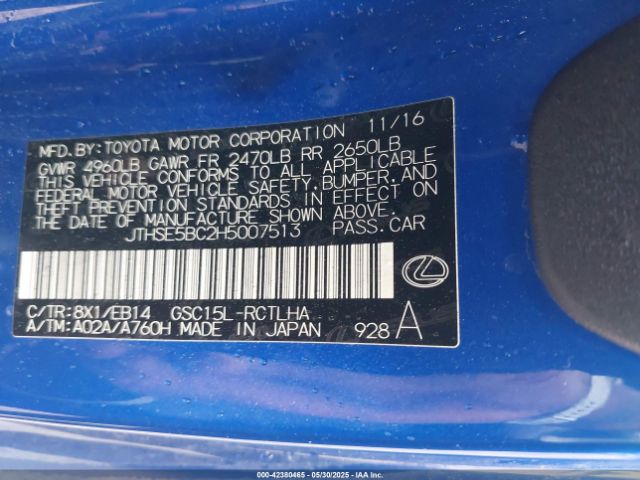 MFD. BY: TOYOTA MOTOR CORPORATION 11/16
GVWR 4960LB GAWR FR 2470LB RR 2650LB
THIS VEHICLE CONFORMS TO ALL APPLICABLE
FEDERAL MOTOR VEHICLE SAFETY, BUMPER, AND
THEFT PREVENTION STANDARDS IN EFFECT ON
THE DATE OF MANUFACTURE SHOWN ABOVE.
JTHSE5BC2H5007513 PASS. CAR
C/TR: 8X1/EB14 GSC15L-RCTLHA
A/TM: A02A/A760H MADE IN JAPAN 928 A
000-42380465 - 05/30/2025 - IAAI.COM